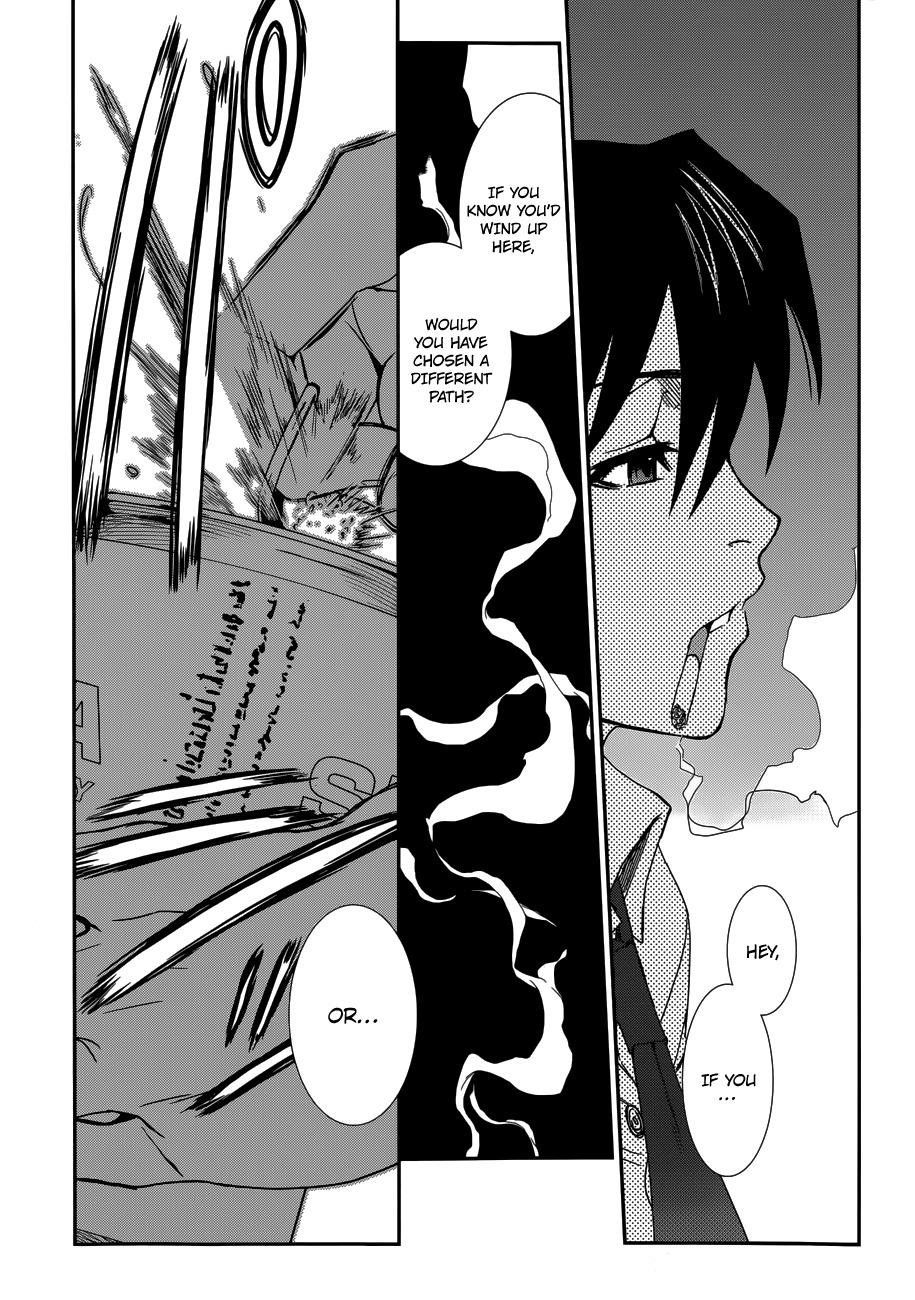 HEY,
IF YOU
...
IF YOU
KNOW YOU'D
WIND UP
HERE,
WOULD
YOU HAVE
CHOSEN A
DIFFERENT
PATH?
OR...